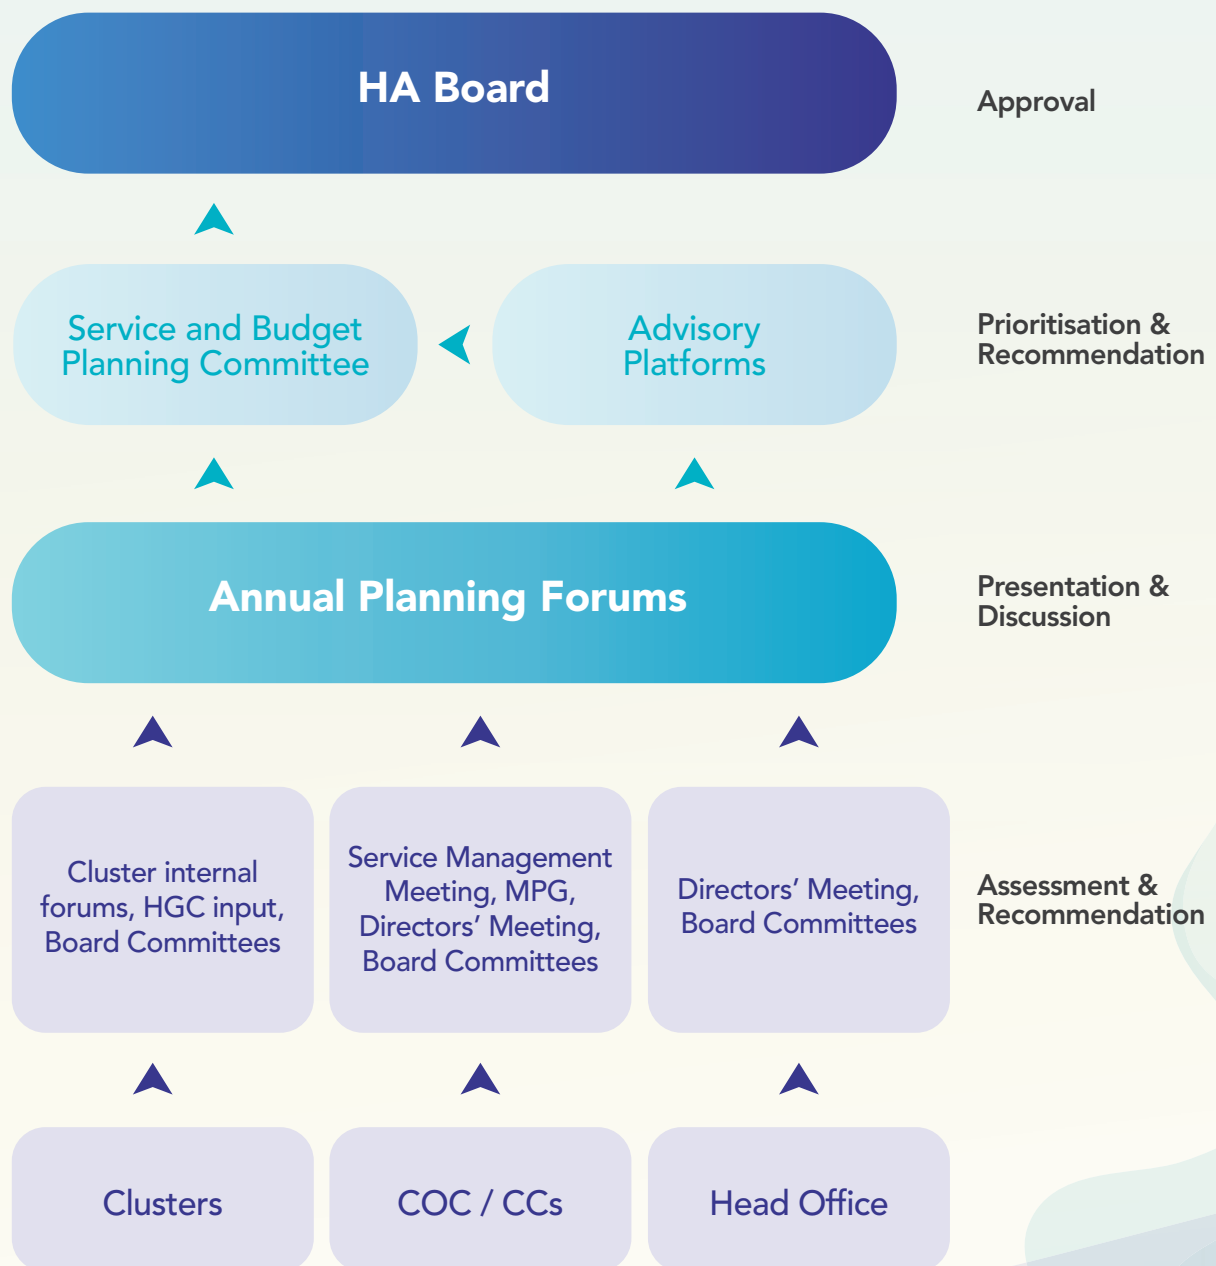 HA Board
Approval
Service and Budget
Planning Committee
Advisory
Platforms
Prioritisation &
Recommendation
Annual Planning Forums
Presentation &
Discussion
Cluster internal
forums, HGC input,
Board Committees
Service Management
Meeting, MPG,
Directors’ Meeting,
Board Committees
Directors’ Meeting,
Board Committees
Assessment &
Recommendation
Clusters
COC / CCs
Head Office